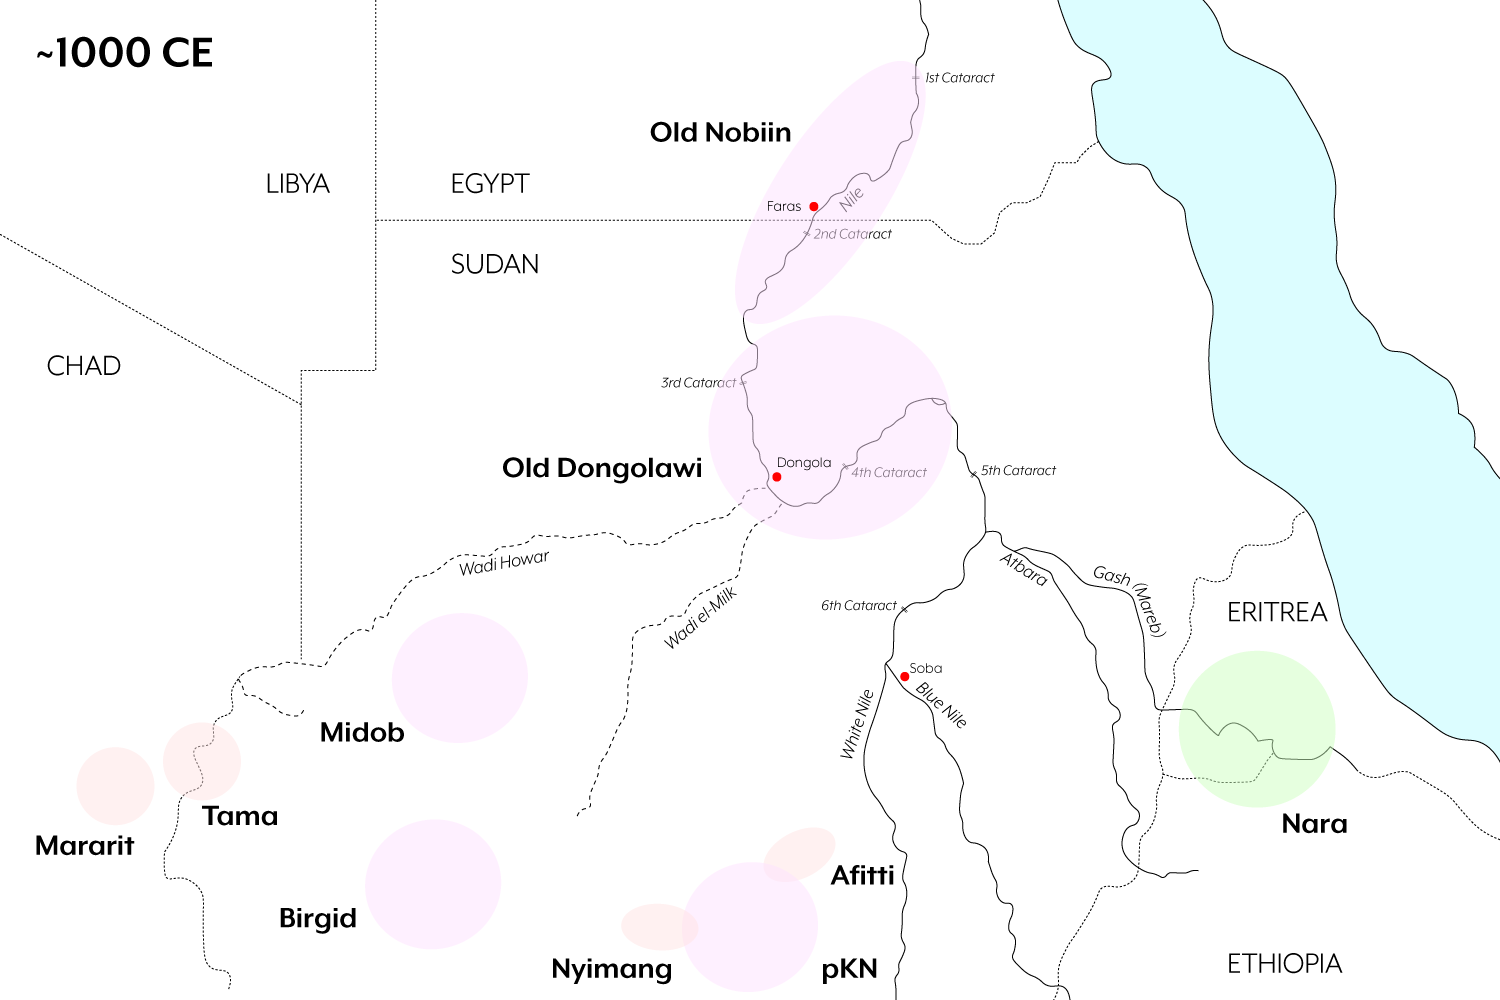 ~1000 CE
1st Cataract
Old Nobiin
LIBYA
EGYPT
Faras
Nile
2nd Cataract
SUDAN
CHAD
3rd Cataract
Old Dongolawi
Dongola
4th Cataract
5th Cataract
Wadi Howar
Atbara
Gash (Mareb)
Wadi el-Milk
6th Cataract
ERITREA
Soba
Blue Nile
White Nile
Midob
Tama
Nara
Mararit
Afitti
Birgid
Nyimang
pKN
ETHIOPIA